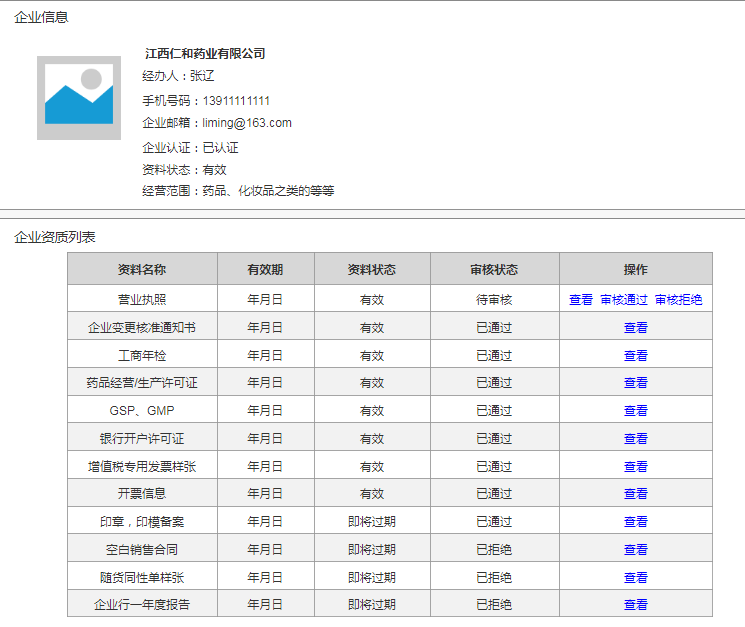 企业信息
江西仁和药业有限公司
经办人：张辽
手机号码：13911111111
企业邮箱：liming@163.com
企业认证：已认证
资料状态：有效
经营范围：药品、化妆品之类的等等
企业资质列表
资料名称 有效期 资料状态 审核状态 操作
营业执照 年月日 有效 待审核 查看 审核通过 审核拒绝
企业变更核准通知书 年月日 有效 已通过 查看
工商年检 年月日 有效 已通过 查看
药品经营/生产许可证 年月日 有效 已通过 查看
GSP、GMP 年月日 有效 已通过 查看
银行开户许可证 年月日 有效 已通过 查看
增值税专用发票样张 年月日 有效 已通过 查看
开票信息 年月日 有效 已通过 查看
印章，印模备案 年月日 即将过期 已通过 查看
空白销售合同 年月日 即将过期 已拒绝 查看
随货同性单样张 年月日 即将过期 已拒绝 查看
企业行一年度报告 年月日 即将过期 已拒绝 查看